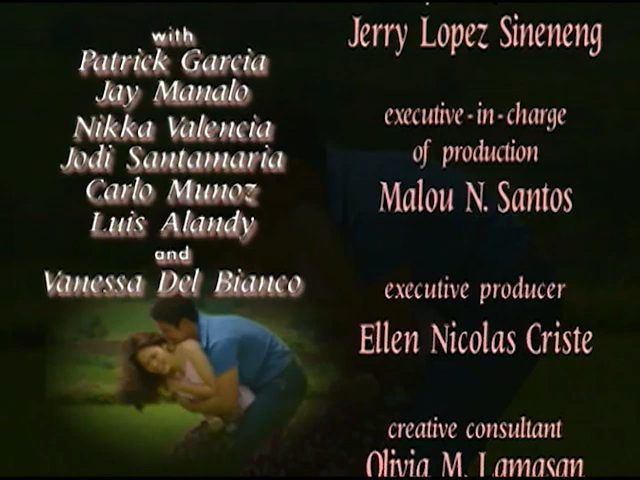 with
Patrick Garcia
Jay Manalo
Nikka Valencia
Jodi Santamaria
Carlo Munoz
Luis Alandy
and
Vanessa Del Bianco
Jerry Lopez Sineneng
executive-in-charge
of production
Malou N. Santos
executive producer
Ellen Nicolas Criste
creative consultant
Olivia M. Lamasan